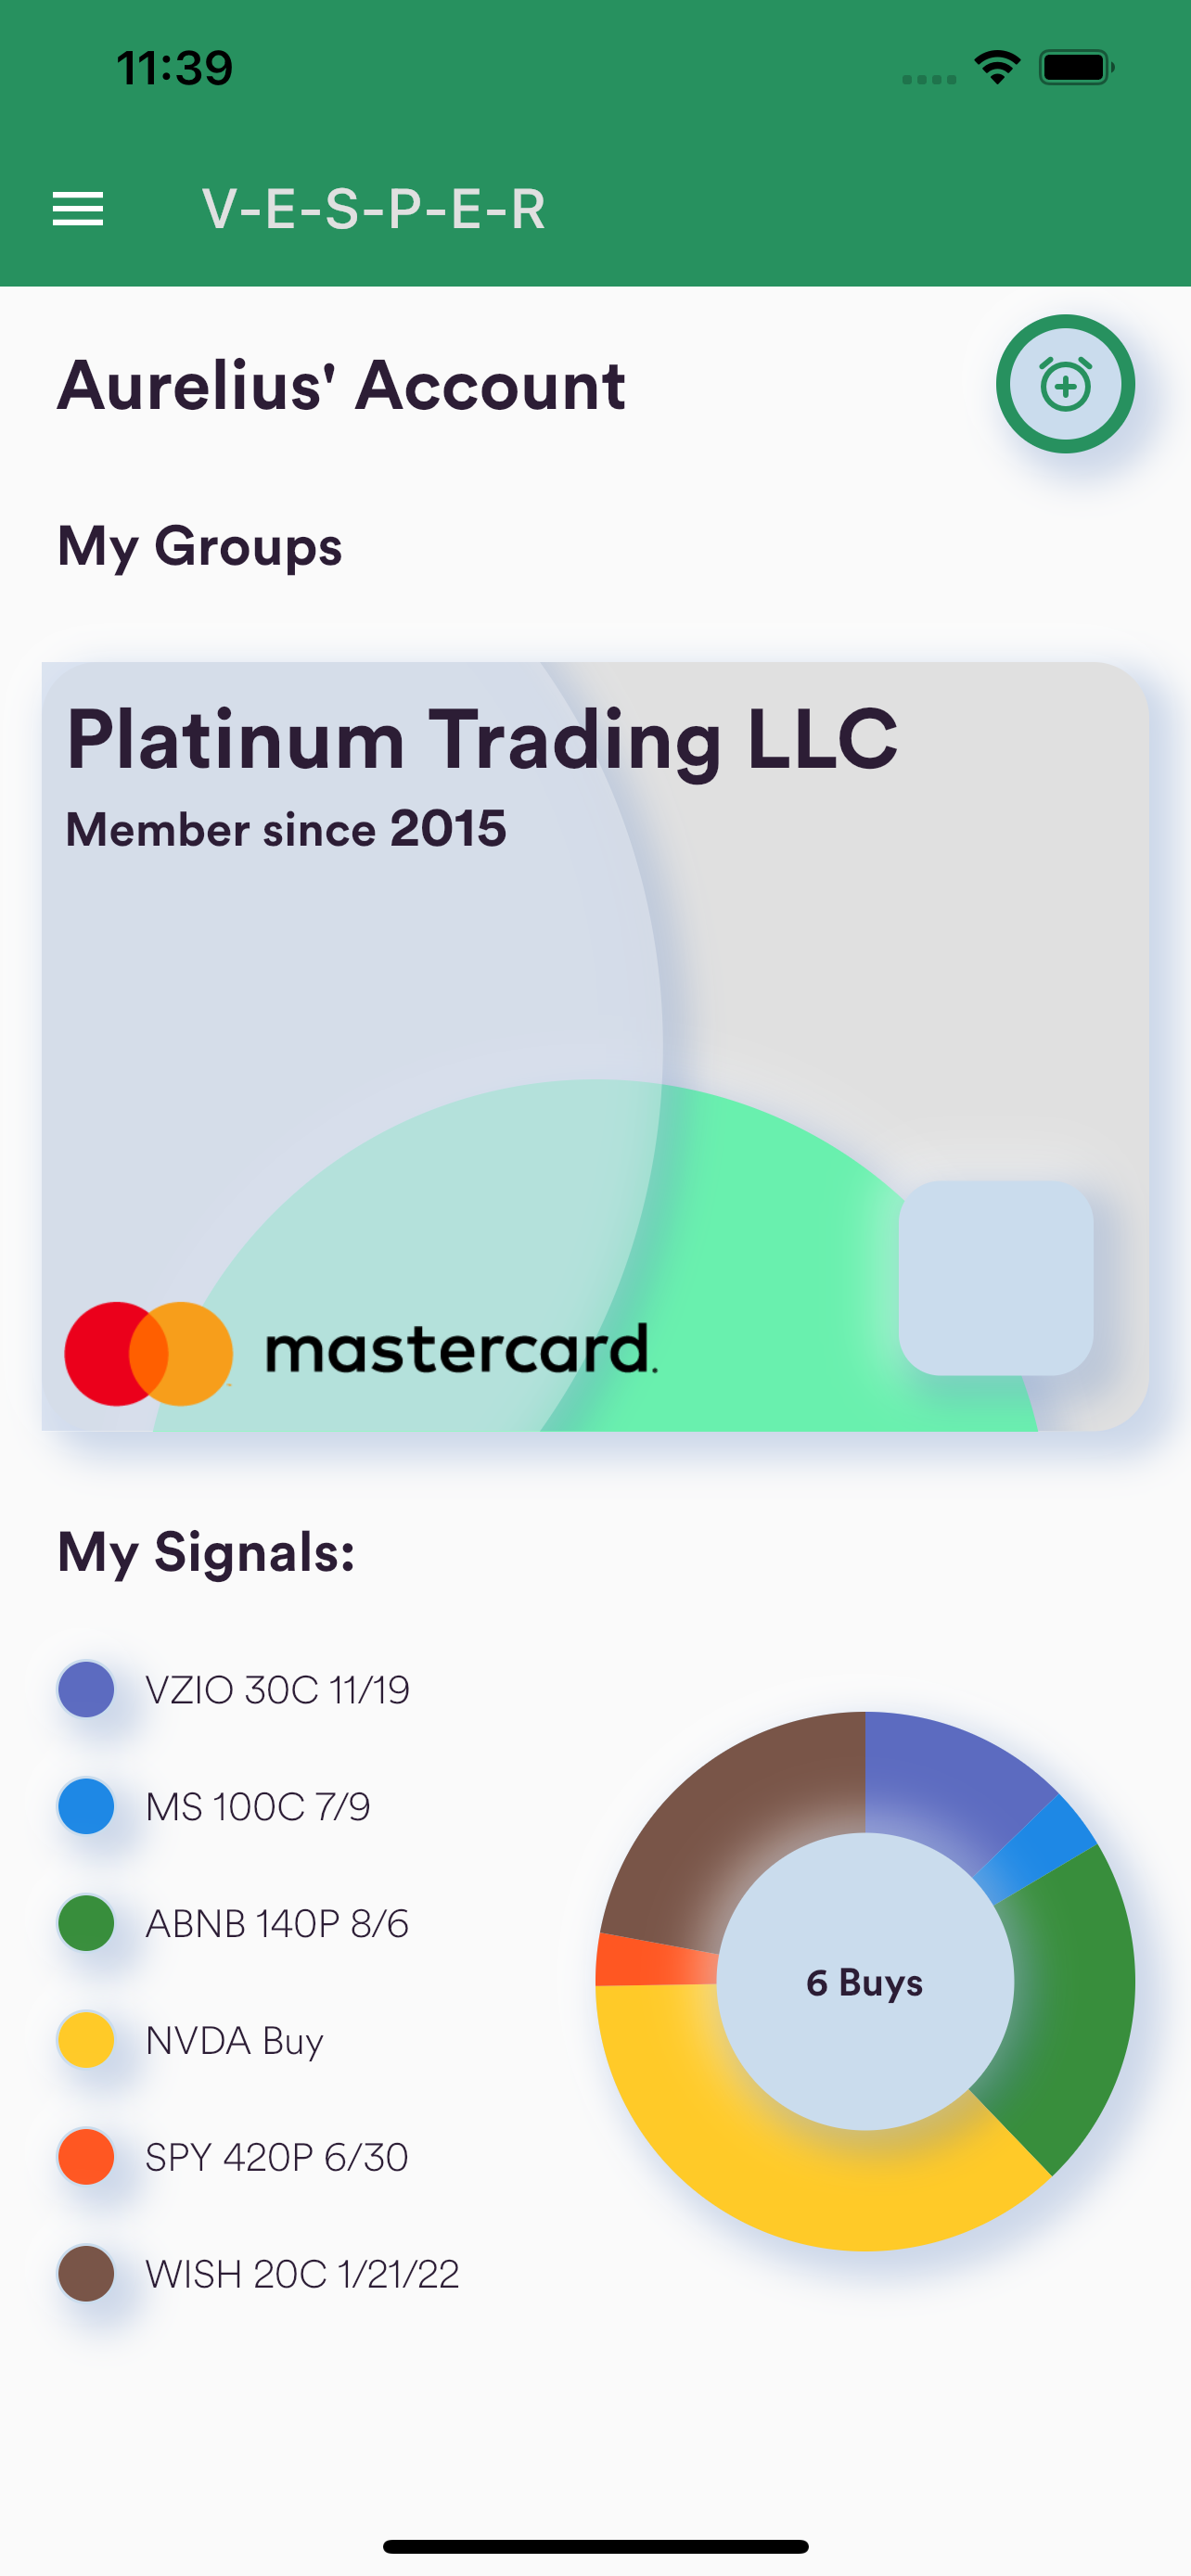 11:39
V-E-S-P-E-R
Aurelius' Account
My Groups
Platinum Trading LLC
Member since 2015
mastercard.
My Signals:
VZIO 30C 11/19
MS 100C 7/9
ABNB 140P 8/6
NVDA Buy
SPY 420P 6/30
WISH 20C 1/21/22
6 Buys